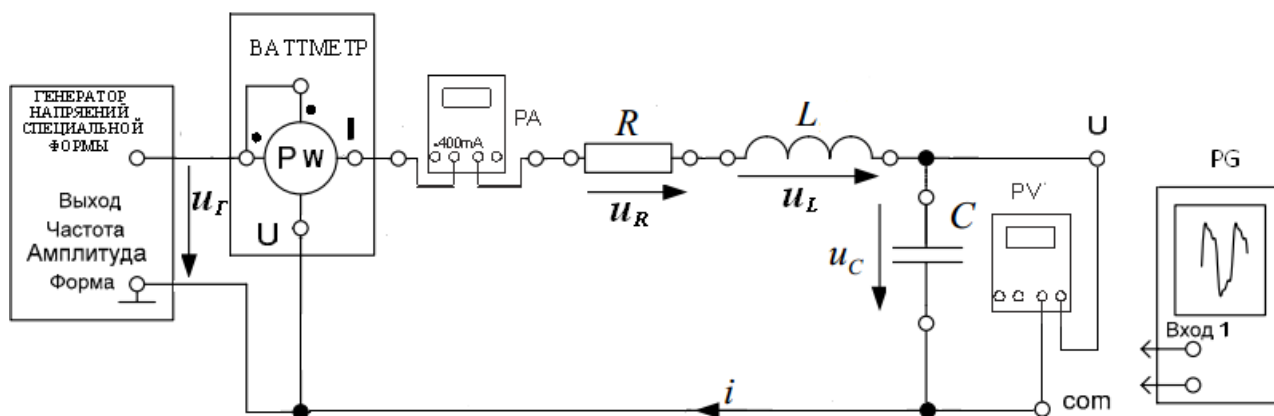 ГЕНЕРАТОР
НАПРЯЕНИЙ
СПЕЦИАЛЬНОЙ
ФОРМЫ
Выход
Частота
Амплитуда
Форма
u_Г
ВАТТМЕТР
PW
I
U
PA
.400mA
R
u_R
L
u_L
C
u_C
U
PV
com
i
PG
Вход 1